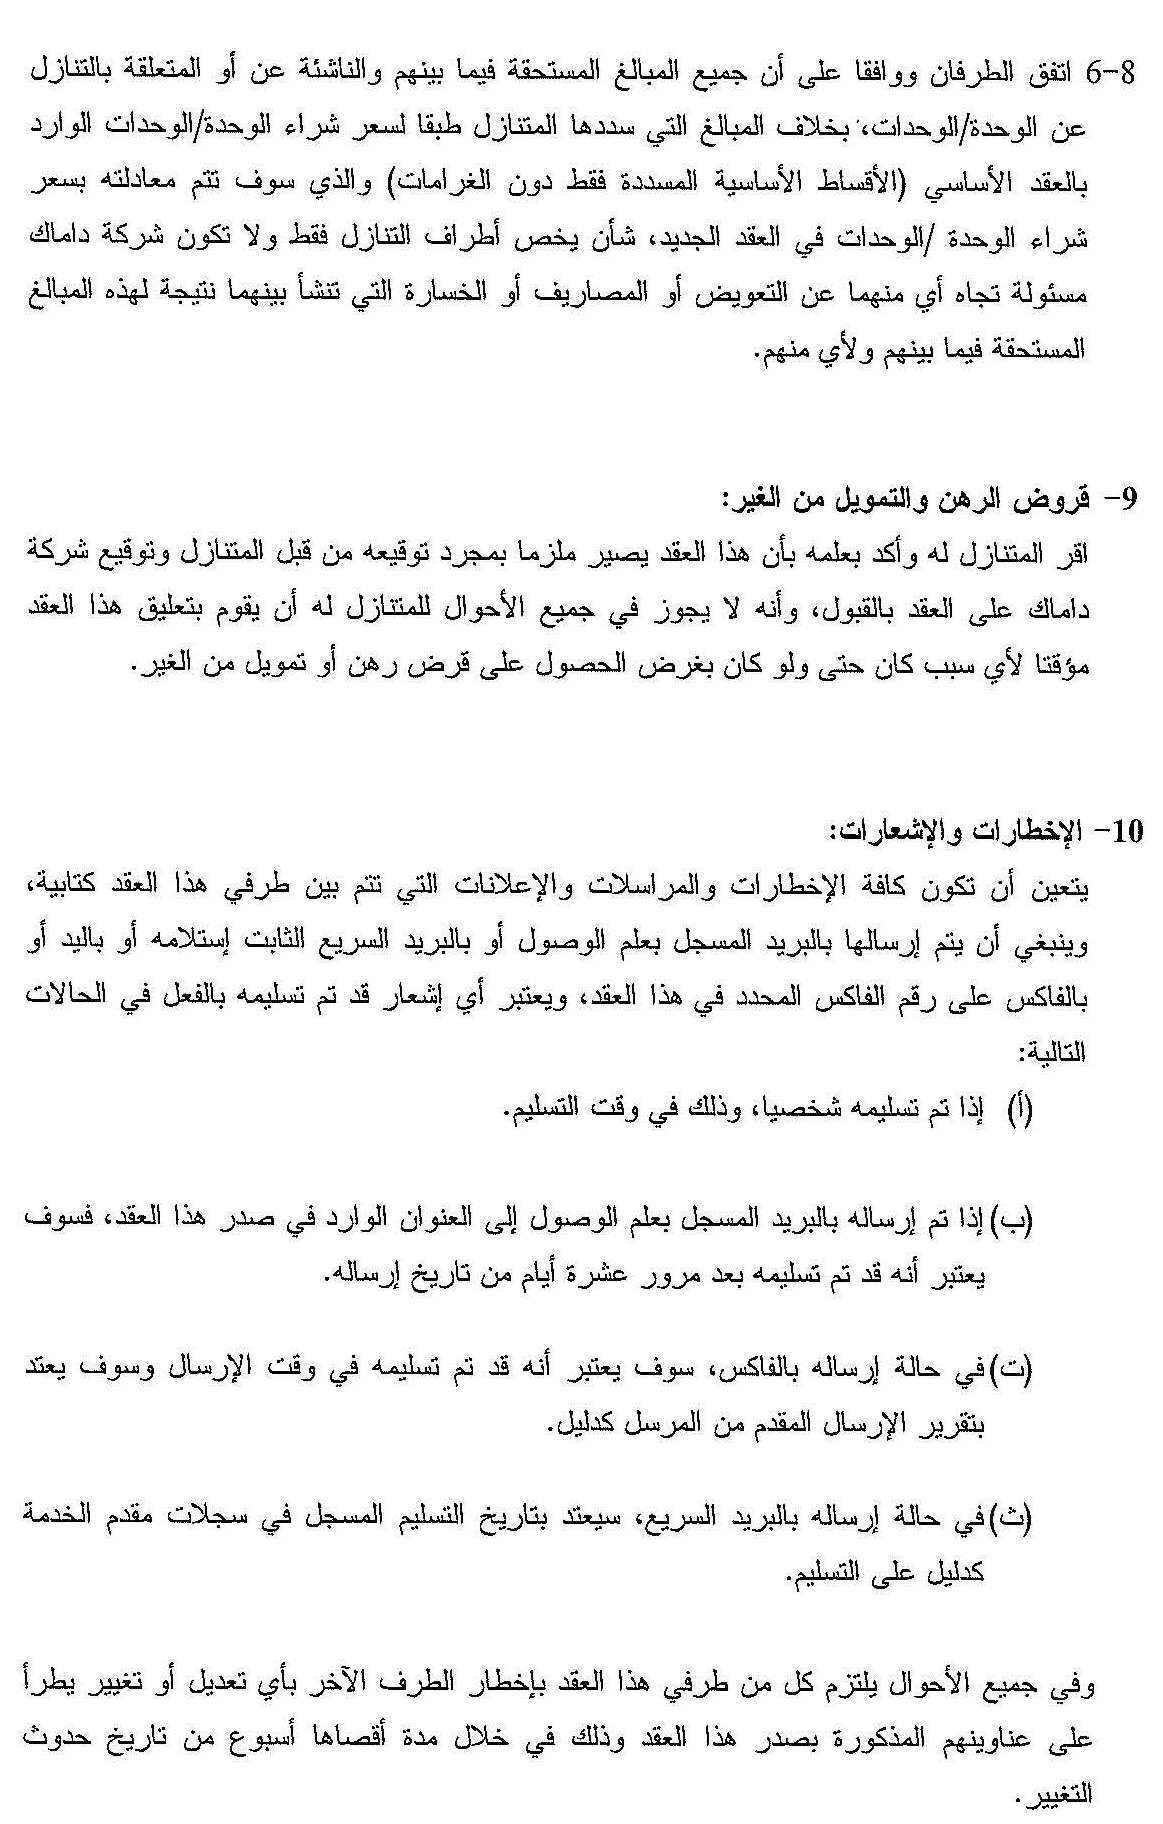 6-8 اتفق الطرفان ووافقا على أن جميع المبالغ المستحقة فيما بينهم والناشئة عن أو المتعلقة بالتنازل
عن الوحدة/الوحدات، بخلاف المبالغ التي سددها المتنازل طبقا لسعر شراء الوحدة/الوحدات الوارد
بالعقد الأساسي (الأقساط الأساسية المسددة فقط دون الغرامات) والذي سوف تتم معادلته بسعر
شراء الوحدة /الوحدات في العقد الجديد، شأن يخص أطراف التنازل فقط ولا تكون شركة داماك
مسئولة تجاه أي منهما عن التعويض أو المصاريف أو الخسارة التي تنشأ بينهما نتيجة لهذه المبالغ
المستحقة فيما بينهم ولأي منهم.
9- قروض الرهن والتمويل من الغير:
اقر المتنازل له وأكد بعلمه بأن هذا العقد يصير ملزما بمجرد توقيعه من قبل المتنازل وتوقيع شركة
داماك على العقد بالقبول، وأنه لا يجوز في جميع الأحوال للمتنازل له أن يقوم بتعليق هذا العقد
مؤقتا لأي سبب كان حتى ولو كان بغرض الحصول على قرض رهن أو تمويل من الغير.
10- الإخطارات والإشعارات:
يتعين أن تكون كافة الإخطارات والمراسلات والإعلانات التي تتم بين طرفي هذا العقد كتابية،
وينبغي أن يتم إرسالها بالبريد المسجل بعلم الوصول أو بالبريد السريع الثابت إستلامه أو باليد أو
بالفاكس على رقم الفاكس المحدد في هذا العقد، ويعتبر أي إشعار قد تم تسليمه بالفعل في الحالات
التالية:
(أ) إذا تم تسليمه شخصيا، وذلك في وقت التسليم.
(ب) إذا تم إرساله بالبريد المسجل بعلم الوصول إلى العنوان الوارد في صدر هذا العقد، فسوف
يعتبر أنه قد تم تسليمه بعد مرور عشرة أيام من تاريخ إرساله.
(ت) في حالة إرساله بالفاكس، سوف يعتبر أنه قد تم تسليمه في وقت الإرسال وسوف يعتد
بتقرير الإرسال المقدم من المرسل كدليل.
(ث) في حالة إرساله بالبريد السريع، سيعتد بتاريخ التسليم المسجل في سجلات مقدم الخدمة
كدليل على التسليم.
وفي جميع الأحوال يلتزم كل من طرفي هذا العقد بإخطار الطرف الآخر بأي تعديل أو تغيير يطرأ
على عناوينهم المذكورة بصدر هذا العقد وذلك في خلال مدة أقصاها أسبوع من تاريخ حدوث
التغيير .